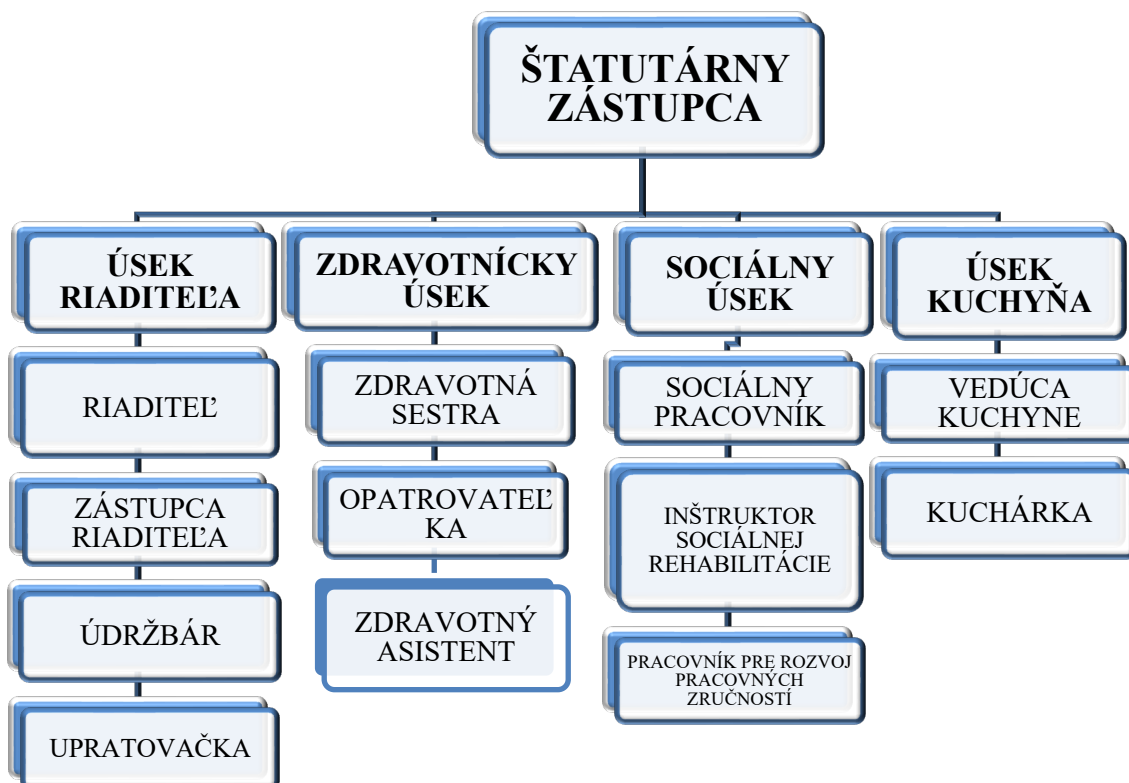 ŠTATUTÁRNY
ZÁSTUPCA
ÚSEK
RIADITEĽA
RIADITEĽ
ZÁSTUPCA
RIADITEĽA
ÚDRŽBÁR
UPRATOVAČKA
ZDRAVOTNÍCKY
ÚSEK
ZDRAVOTNÁ
SESTRA
OPATROVATEĽ
KA
ZDRAVOTNÝ
ASISTENT
SOCIÁLNY
ÚSEK
SOCIÁLNY
PRACOVNÍK
INŠTRUKTOR
SOCIÁLNEJ
REHABILITÁCIE
PRACOVNÍK PRE ROZVOJ
PRACOVNÝCH
ZRUČNOSTÍ
ÚSEK
KUCHYŇA
VEDÚCA
KUCHYNE
KUCHÁRKA